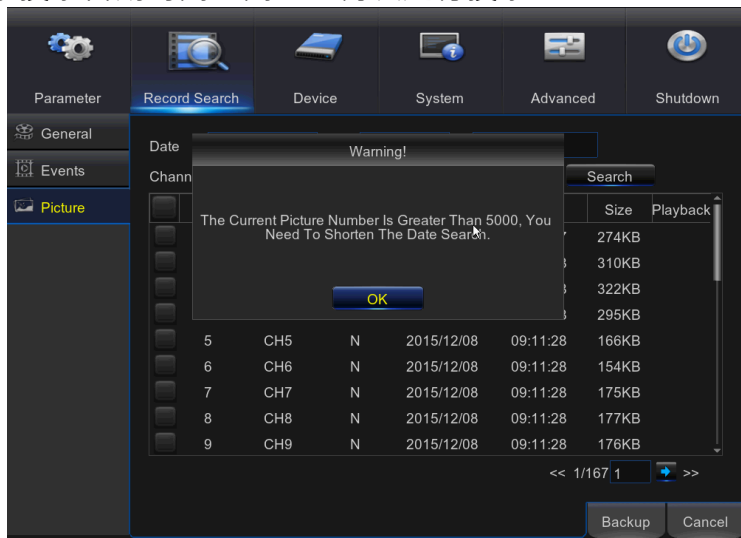 Parameter Record Search Device System Advanced Shutdown
General
Events
Picture
Date
Warning!
Chann
Search
Size Playback
The Current Picture Number Is Greater Than 5000, You
Need To Shorten The Date Search.
274KB
310KB
322KB
OK
295KB
5 CH5 N 2015/12/08 09:11:28 166KB
6 CH6 N 2015/12/08 09:11:28 154KB
7 CH7 N 2015/12/08 09:11:28 175KB
8 CH8 N 2015/12/08 09:11:28 177KB
9 CH9 N 2015/12/08 09:11:28 176KB
<< 1/167 1 >>
Backup Cancel